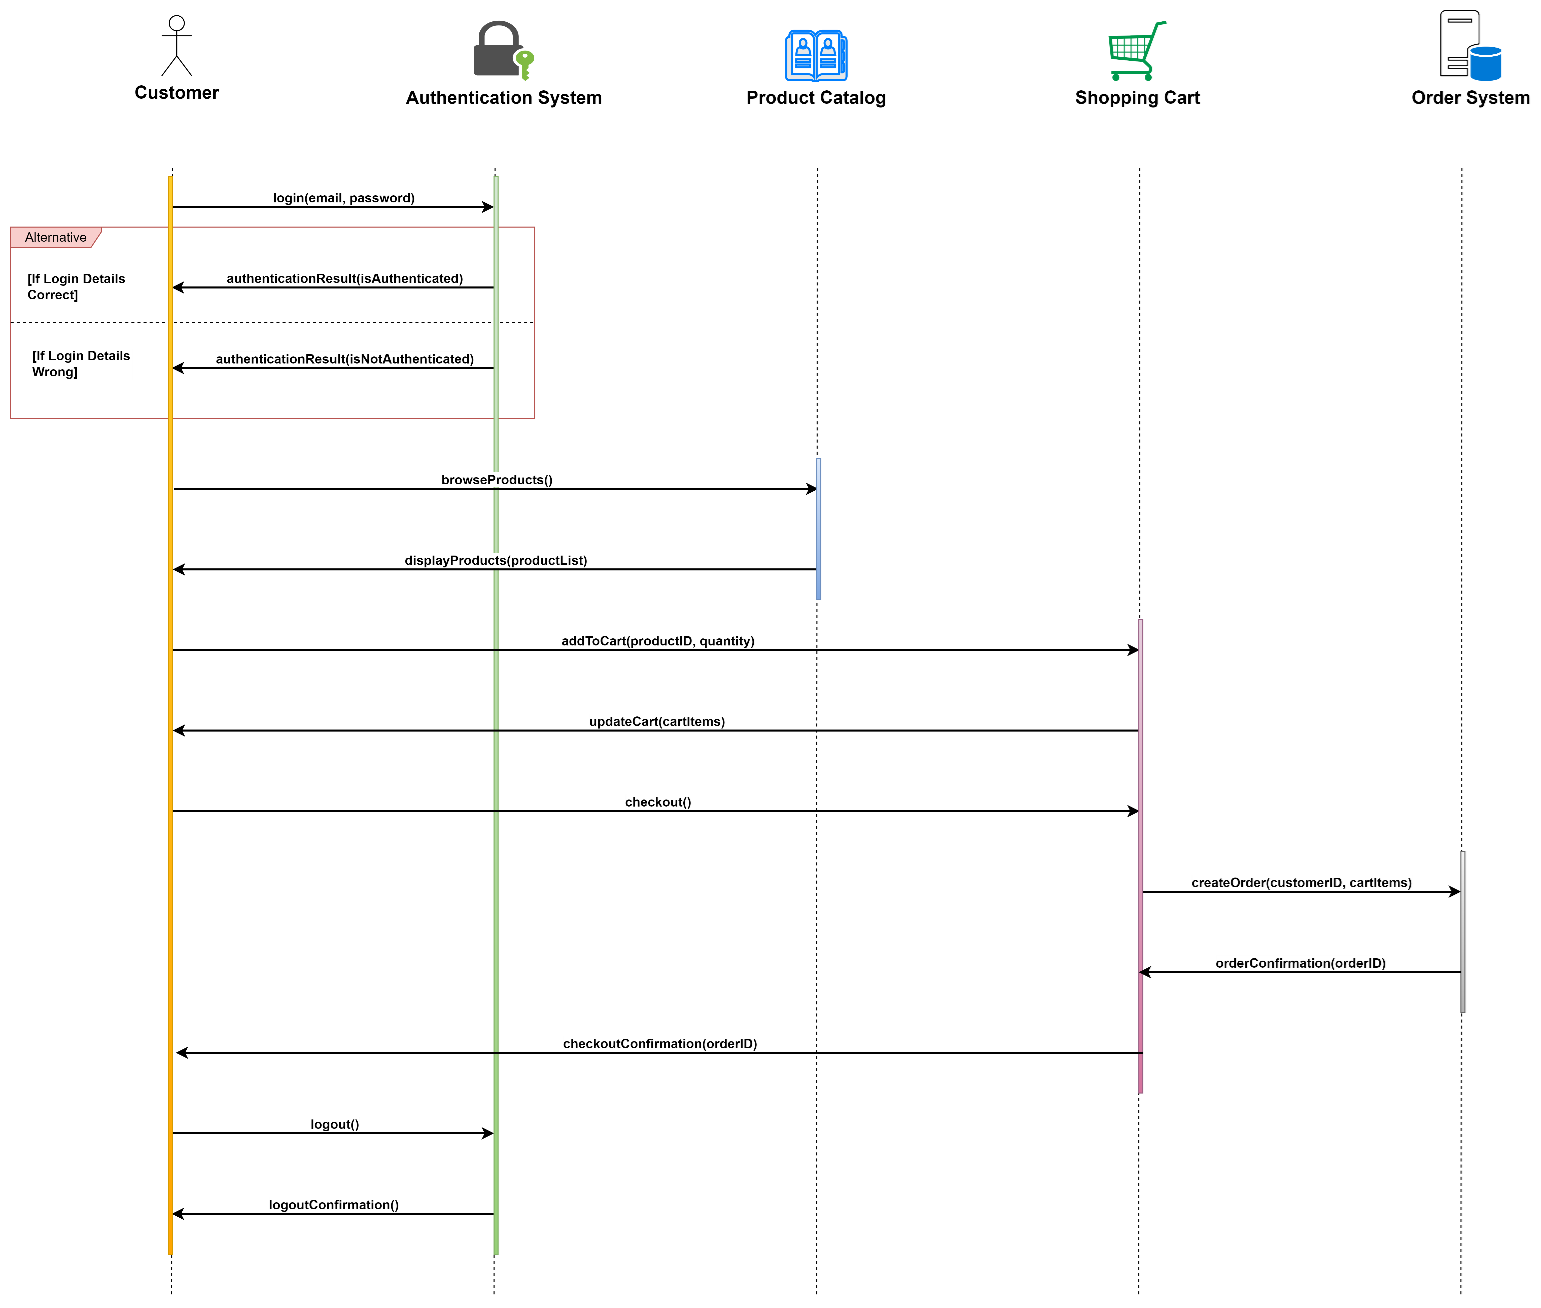 Customer
Authentication System
Product Catalog
Shopping Cart
Order System
login(email, password)
Alternative
[If Login Details
Correct]
authenticationResult(isAuthenticated)
[If Login Details
Wrong]
authenticationResult(isNotAuthenticated)
browseProducts()
displayProducts(productList)
addToCart(productID, quantity)
updateCart(cartItems)
checkout()
createOrder(customerID, cartItems)
orderConfirmation(orderID)
checkoutConfirmation(orderID)
logout()
logoutConfirmation()